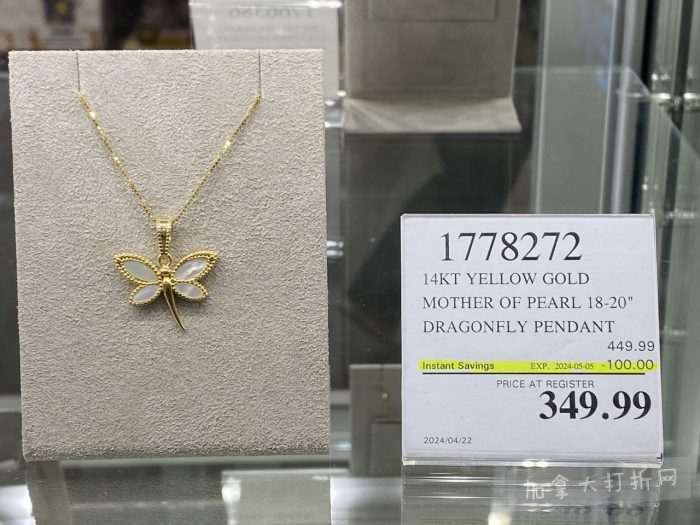 1706386
1778272
14KT YELLOW GOLD
MOTHER OF PEARL 18-20"
DRAGONFLY PENDANT
449.99
Instant Savings EXP. 2024-05-05 -100.00
PRICE AT REGISTER
349.99
2024/04/22
加拿大打折网